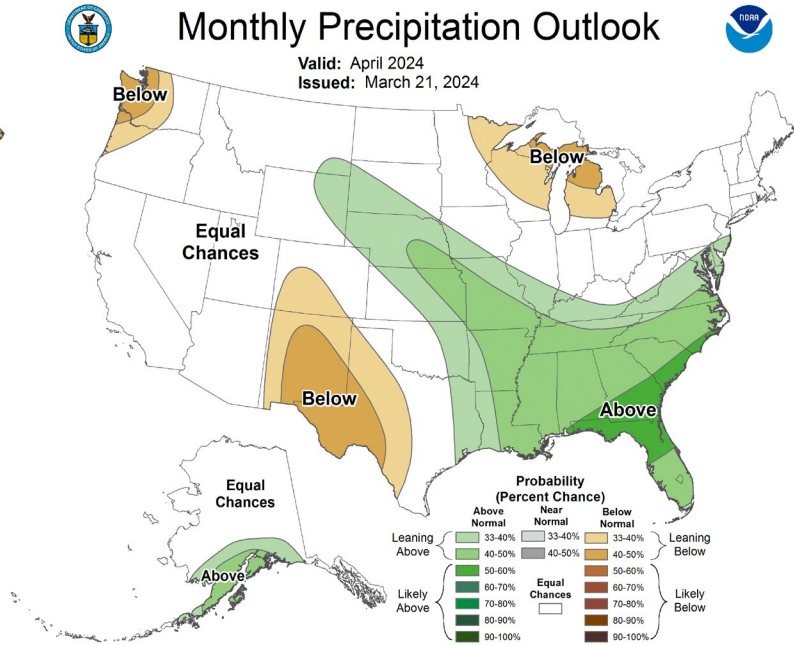 Monthly Precipitation Outlook
NOAA
Valid: April 2024
Issued: March 21, 2024
Below
Below
Equal
Chances
Below
Above
Equal
Chances
Above
Probability
(Percent Chance)
Above
Normal
Near
Normal
Below
Normal
Leaning
Above
33-40%
33-40%
33-40%
Leaning
Below
40-50%
40-50%
40-50%
Likely
Above
50-60%
60-70%
70-80%
80-90%
90-100%
Equal
Chances
50-60%
60-70%
70-80%
80-90%
90-100%
Likely
Below